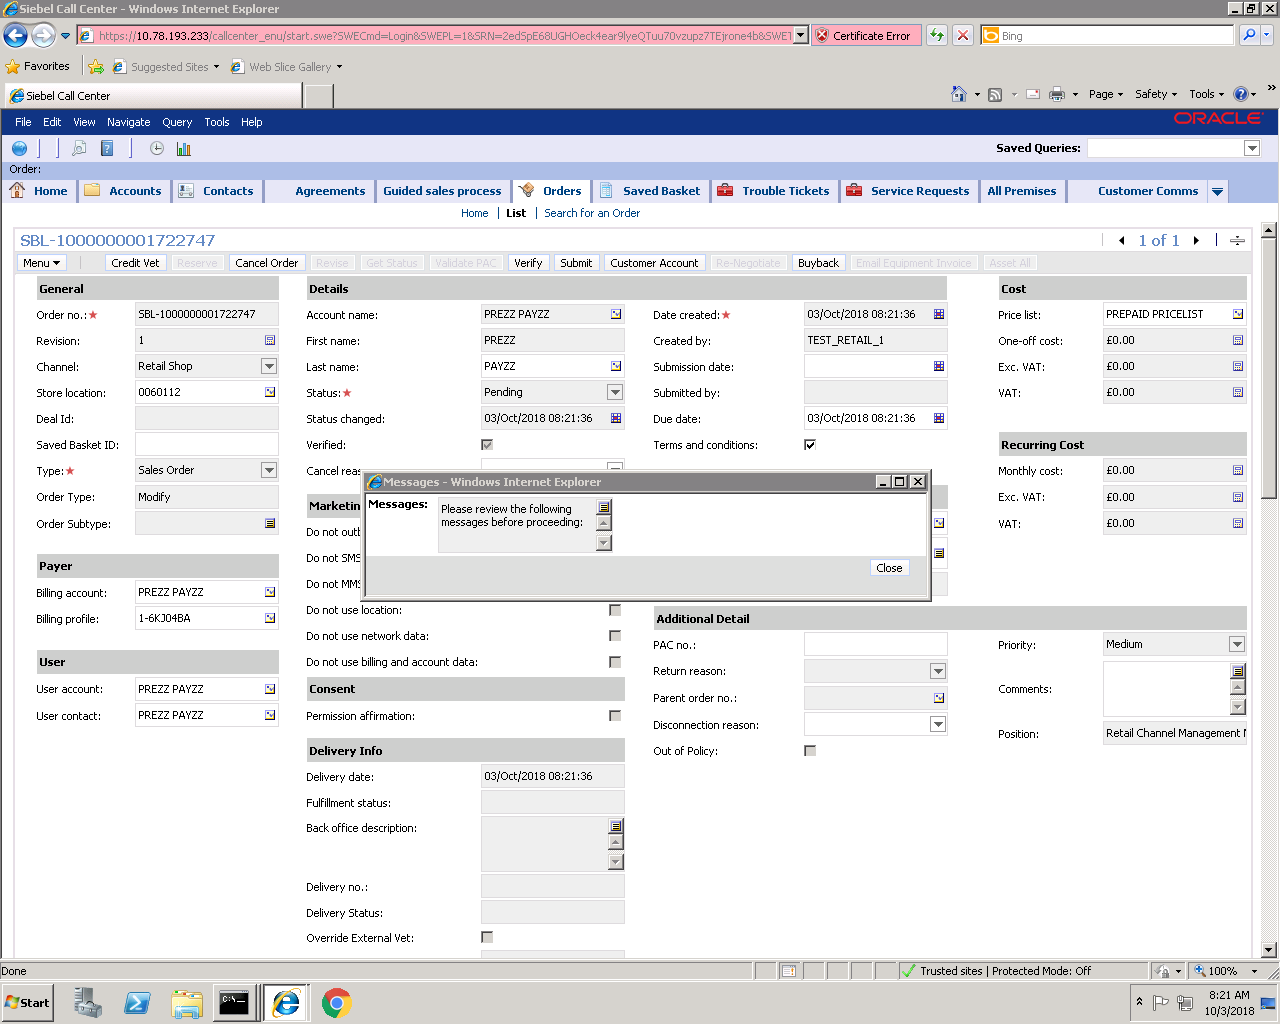 Siebel Call Center - Windows Internet Explorer
Certificate Error
Bing
Favorites
Suggested Sites
Web Slice Gallery
Siebel Call Center
Page
Safety
Tools
File Edit View Navigate Query Tools Help
ORACLE
Saved Queries:
Order:
Home Accounts Contacts Agreements Guided sales process Orders Saved Basket Trouble Tickets Service Requests All Premises Customer Comms
Home | List | Search for an Order
SBL-1000000001722747
1 of 1
Menu Credit Vet Reserve Cancel Order Revise Get Status Validate PAC Verify Submit Customer Account Re-Negotiate Buyback Email Equipment Invoice Asset All
General
Order no.: SBL-1000000001722747
Revision: 1
Channel: Retail Shop
Store location: 0060112
Deal Id:
Saved Basket ID:
Type: Sales Order
Order Type: Modify
Order Subtype:
Payer
Billing account: PREZZ PAYZZ
Billing profile: 1-6KJ04BA
User
User account: PREZZ PAYZZ
User contact: PREZZ PAYZZ
Details
Account name: PREZZ PAYZZ
First name: PREZZ
Last name: PAYZZ
Status: Pending
Status changed: 03/Oct/2018 08:21:36
Verified:
Cancel reas
Date created: 03/Oct/2018 08:21:36
Created by: TEST_RETAIL_1
Submission date:
Submitted by:
Due date: 03/Oct/2018 08:21:36
Terms and conditions:
Cost
Price list: PREPAID PRICELIST
One-off cost: £0.00
Exc. VAT: £0.00
VAT: £0.00
Recurring Cost
Monthly cost: £0.00
Exc. VAT: £0.00
VAT: £0.00
Messages - Windows Internet Explorer
Messages: Please review the following
messages before proceeding:
Close
Marketin
Do not outb
Do not SMS
Do not MMS
Do not use location:
Do not use network data:
Do not use billing and account data:
Consent
Permission affirmation:
Delivery Info
Delivery date: 03/Oct/2018 08:21:36
Fulfillment status:
Back office description:
Delivery no.:
Delivery Status:
Override External Vet:
Additional Detail
PAC no.:
Return reason:
Parent order no.:
Disconnection reason:
Out of Policy:
Priority: Medium
Comments:
Position: Retail Channel Management
Done
Trusted sites | Protected Mode: Off
100%
Start
8:21 AM
10/3/2018